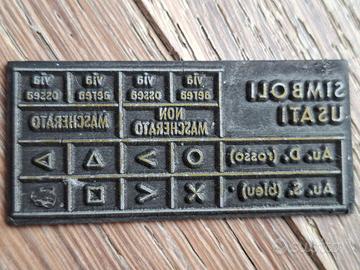 SIMBOLI
USATI
via aerea
via ossea
via aerea
via ossea
NON
MASCHERATO
MASCHERATO
Au. D. (rosso)
Au. S. (bleu)